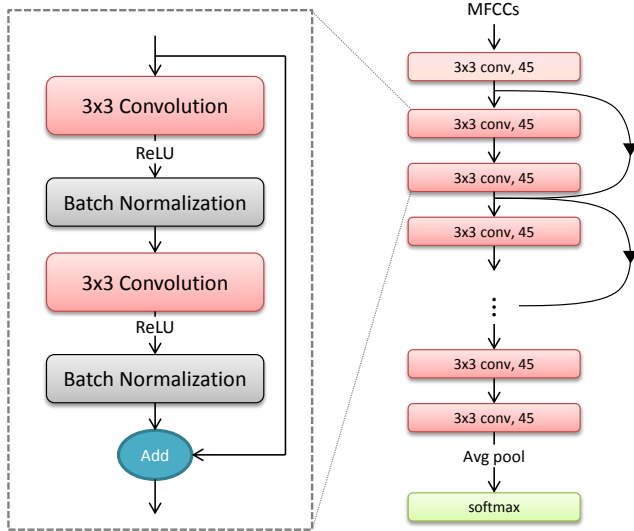 3x3 Convolution
ReLU
Batch Normalization
3x3 Convolution
ReLU
Batch Normalization
Add
MFCCs
3x3 conv, 45
3x3 conv, 45
3x3 conv, 45
3x3 conv, 45
⋮
3x3 conv, 45
3x3 conv, 45
Avg pool
softmax